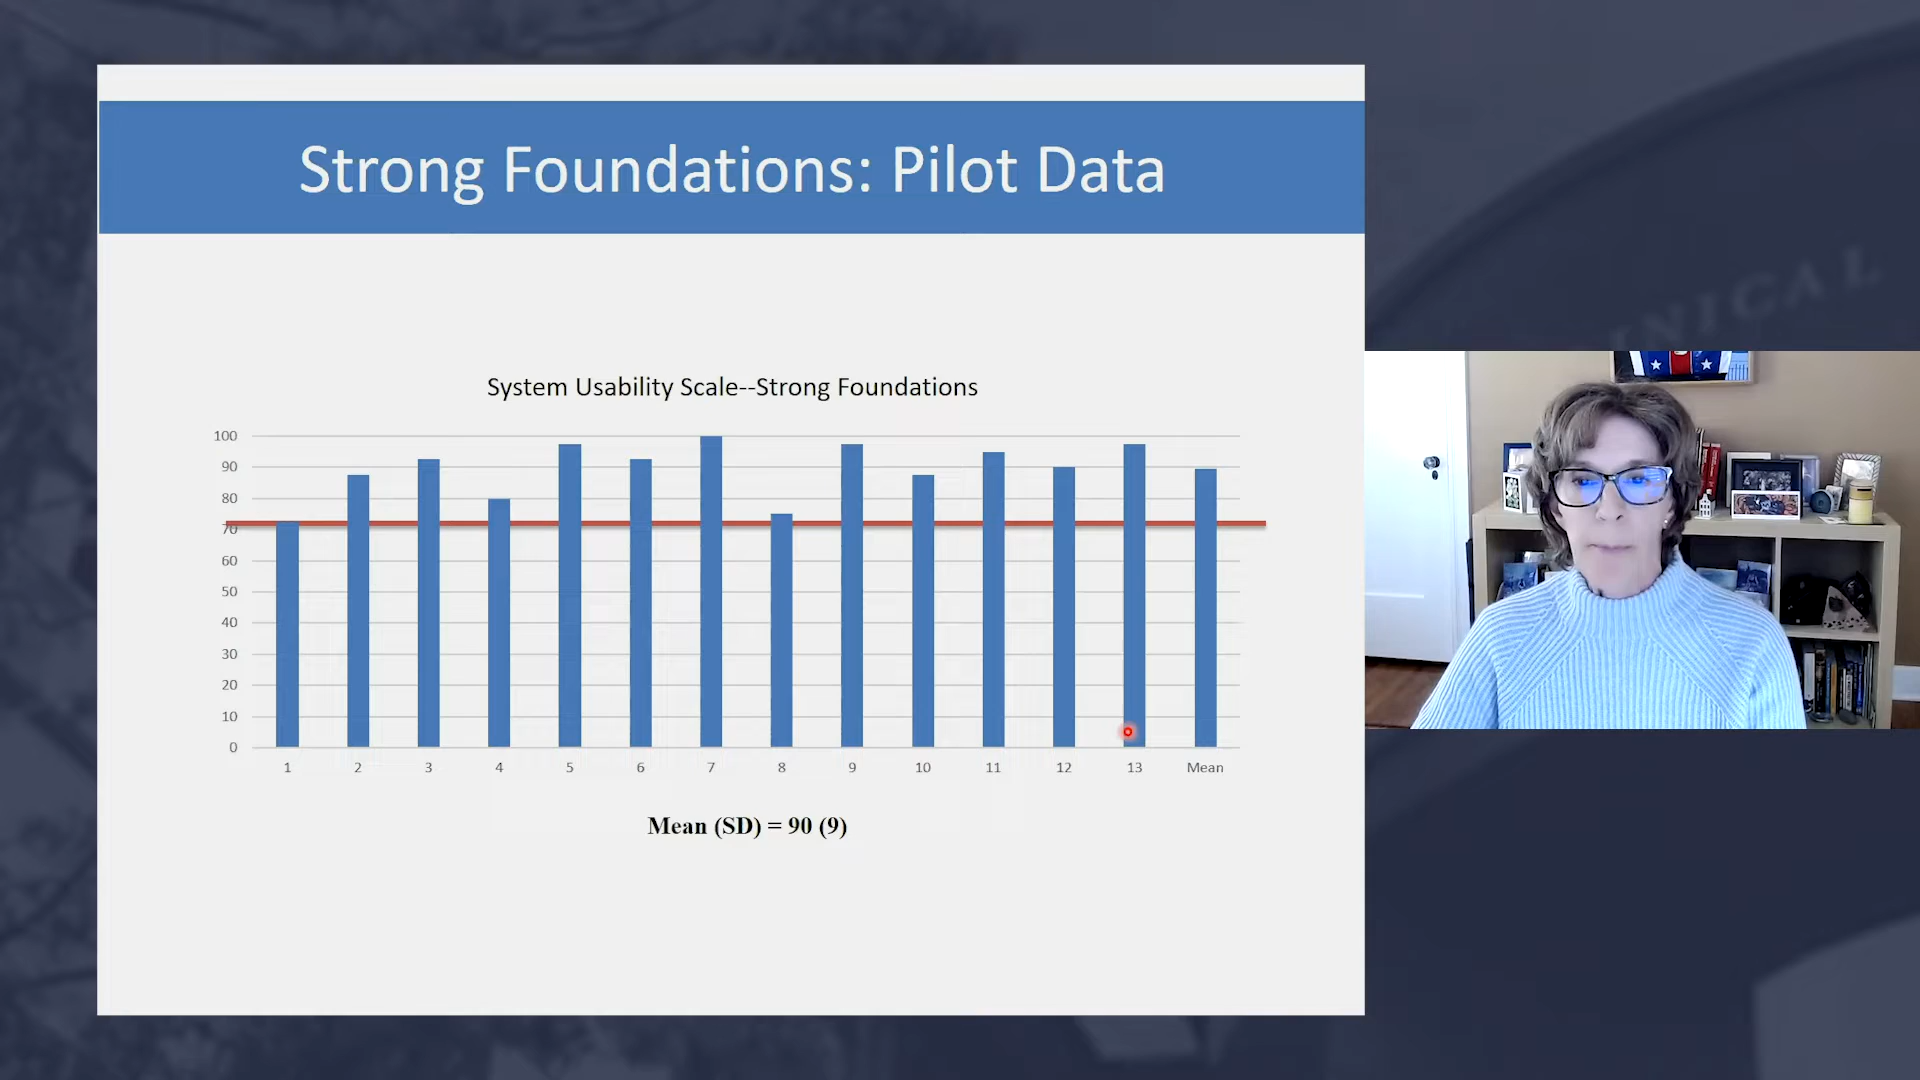 Strong Foundations: Pilot Data
System Usability Scale--Strong Foundations
100
90
80
70
60
50
40
30
20
10
0
1 2 3 4 5 6 7 8 9 10 11 12 13 Mean
Mean (SD) = 90 (9)
NICAL